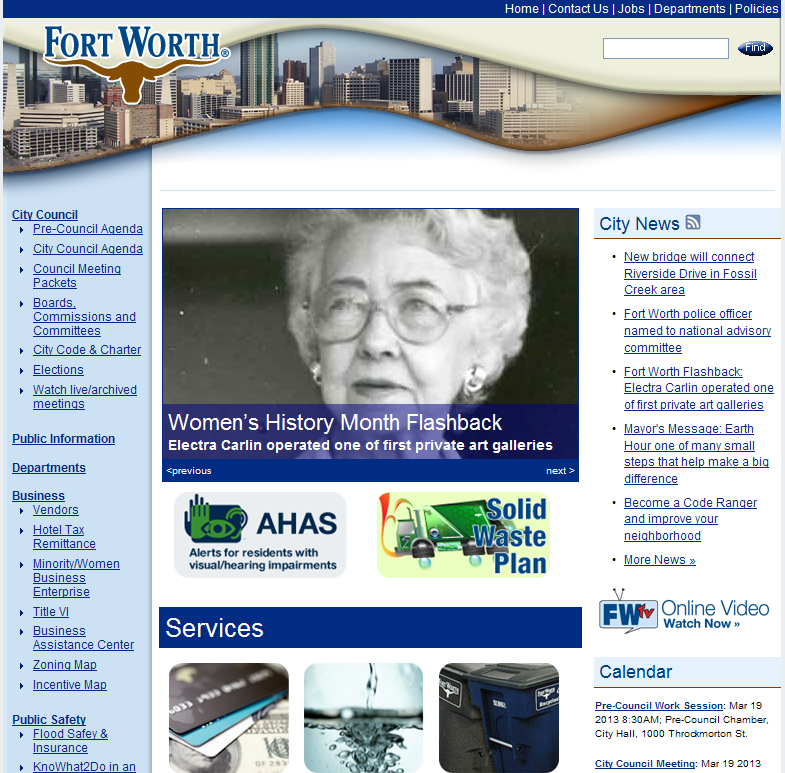 Home | Contact Us | Jobs | Departments | Policies
FORT WORTH®
Find
City Council
Pre-Council Agenda
City Council Agenda
Council Meeting
Packets
Boards,
Commissions and
Committees
City Code & Charter
Elections
Watch live/archived
meetings
Public Information
Departments
Business
Vendors
Hotel Tax
Remittance
Minority/Women
Business
Enterprise
Title VI
Business
Assistance Center
Zoning Map
Incentive Map
Public Safety
Flood Safey &
Insurance
KnoWhat2Do in an
Women's History Month Flashback
Electra Carlin operated one of first private art galleries
<previous
next >
AHAS
Alerts for residents with
visual/hearing impairments
Solid
Waste
Plan
Services
FORT WORTH
FORT WORTH
City News
New bridge will connect
Riverside Drive in Fossil
Creek area
Fort Worth police officer
named to national advisory
committee
Fort Worth Flashback:
Electra Carlin operated one
of first private art galleries
Mayor's Message: Earth
Hour one of many small
steps that help make a big
difference
Become a Code Ranger
and improve your
neighborhood
More News »
FWtv Online Video
Watch Now »
Calendar
Pre-Council Work Session: Mar 19
2013 8:30AM; Pre-Council Chamber,
City Hall, 1000 Throckmorton St.
City Council Meeting: Mar 19 2013